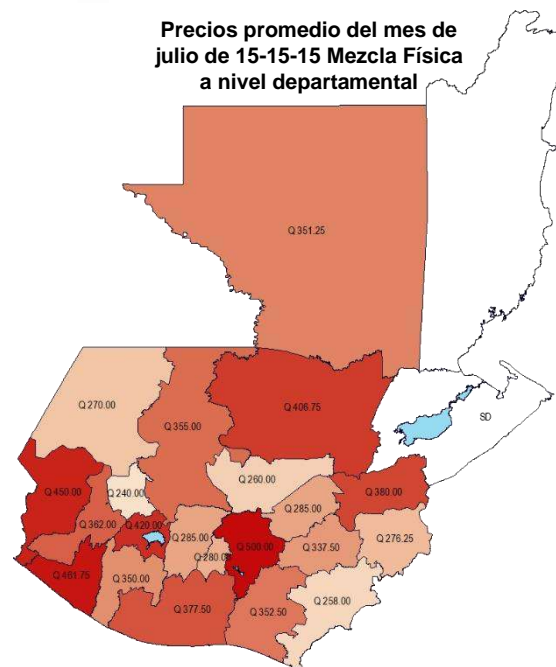 Precios promedio del mes de
julio de 15-15-15 Mezcla Física
a nivel departamental
Q 351.25
Q 406.75
Q 270.00
Q 355.00
SD
Q 260.00
Q 450.00
Q 240.00
Q 380.00
Q 285.00
Q 362.00
Q 420.00
Q 285.00
Q 280.00
Q 500.00
Q 337.50
Q 276.25
Q 461.75
Q 350.00
Q 377.50
Q 352.50
Q 258.00